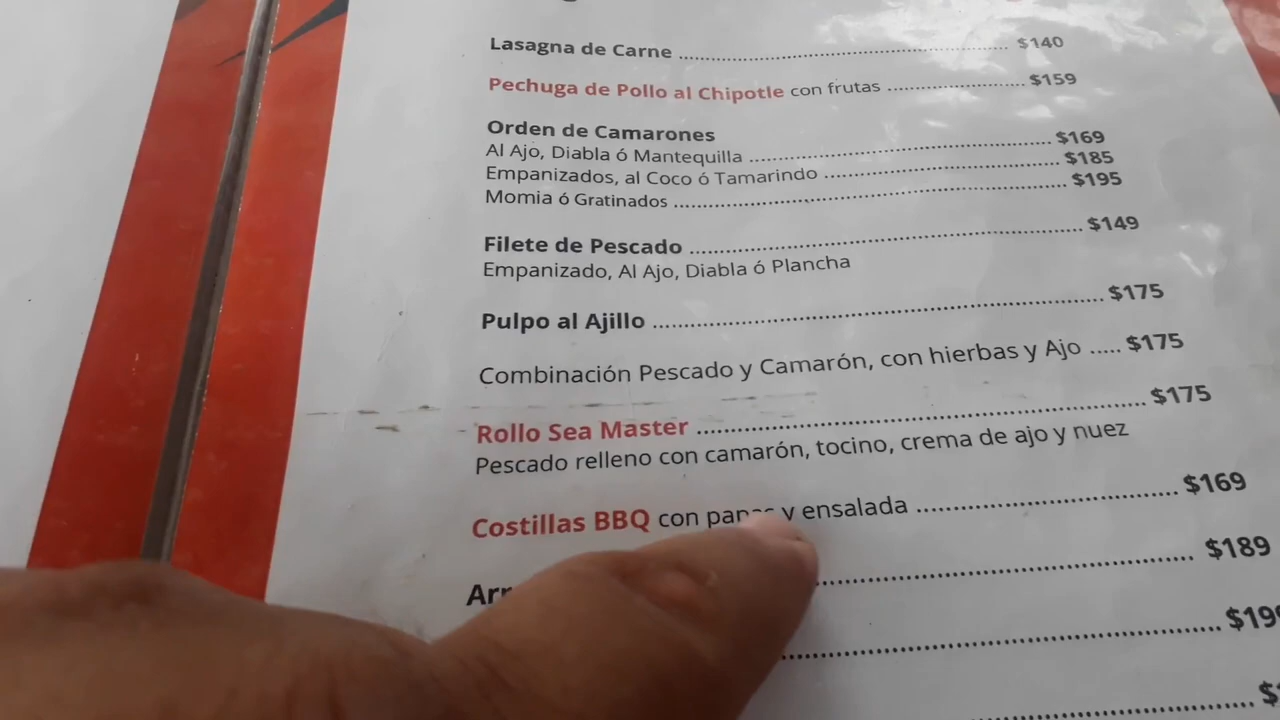 Lasagna de Carne ........ $140
Pechuga de Pollo al Chipotle con frutas ........ $159
Orden de Camarones
Al Ajo, Diabla ó Mantequilla ........ $169
Empanizados, al Coco ó Tamarindo ........ $185
Momia ó Gratinados ........ $195
Filete de Pescado ........ $149
Empanizado, Al Ajo, Diabla ó Plancha
Pulpo al Ajillo ........ $175
Combinación Pescado y Camarón, con hierbas y Ajo ..... $175
Rollo Sea Master ........ $175
Pescado relleno con camarón, tocino, crema de ajo y nuez
Costillas BBQ con papas y ensalada ........ $169
$189